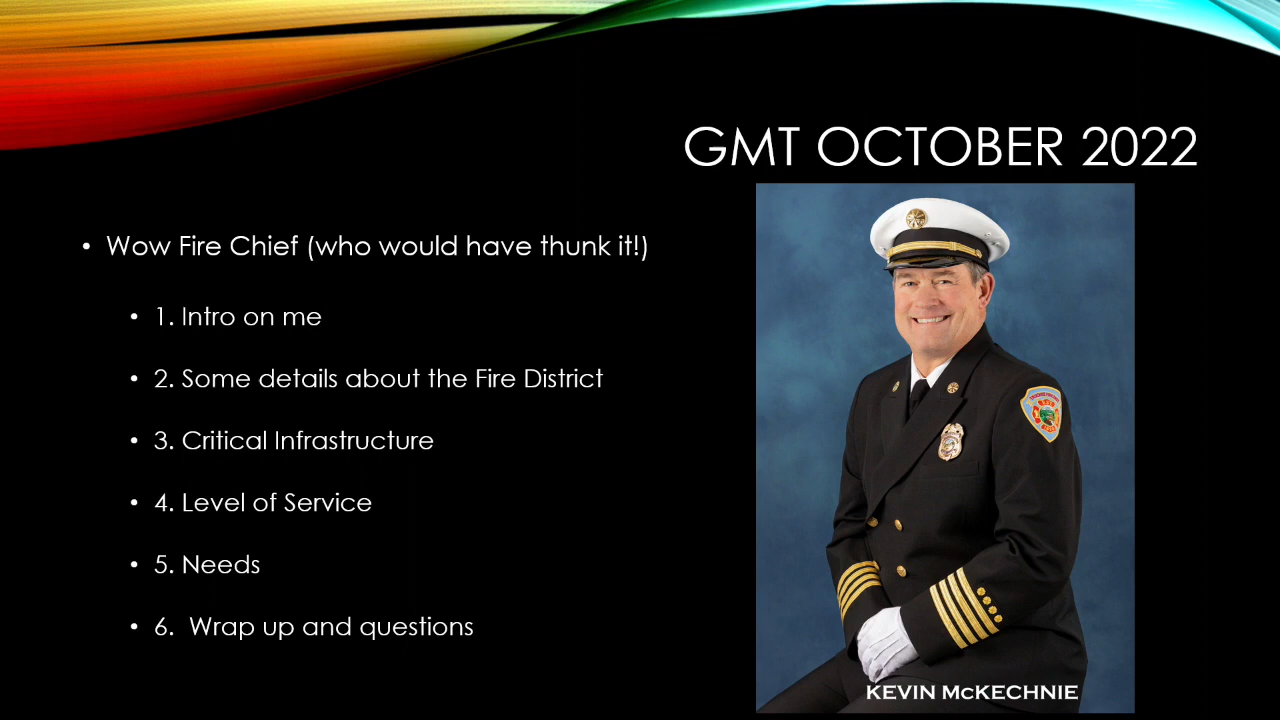 GMT OCTOBER 2022
• Wow Fire Chief (who would have thunk it!)
• 1. Intro on me
• 2. Some details about the Fire District
• 3. Critical Infrastructure
• 4. Level of Service
• 5. Needs
• 6.  Wrap up and questions
KEVIN McKECHNIE